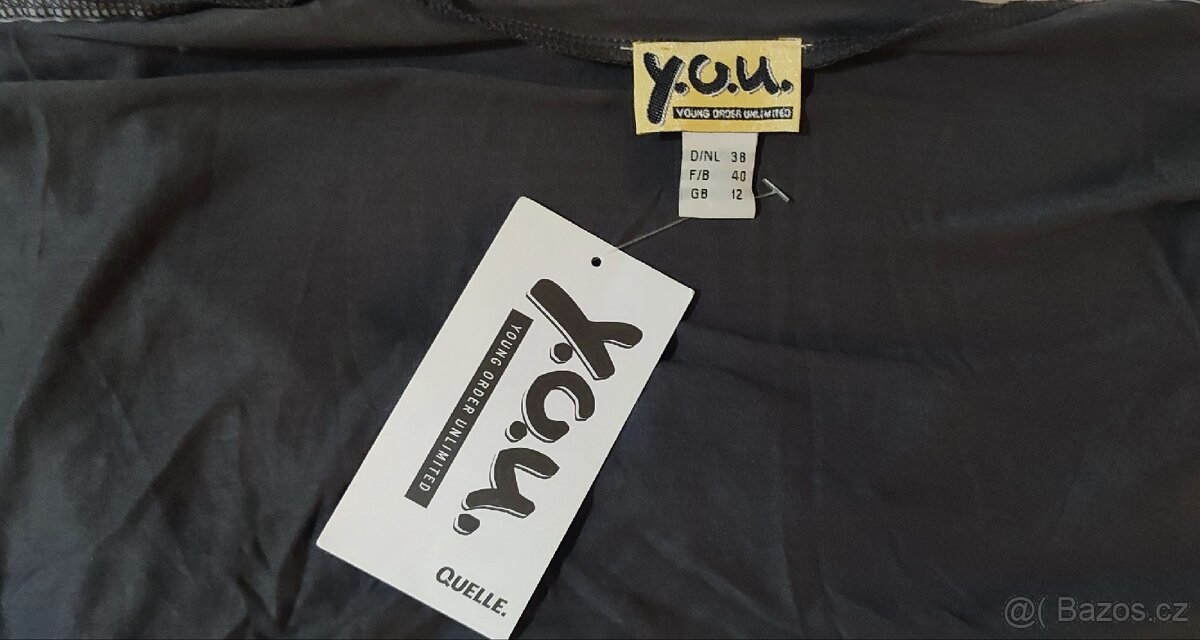 y.o.u.
YOUNG ORDER UNLIMITED
D/NL 38
F/B 40
GB 12
y.o.u.
YOUNG ORDER UNLIMITED
QUELLE.
@( Bazos.cz